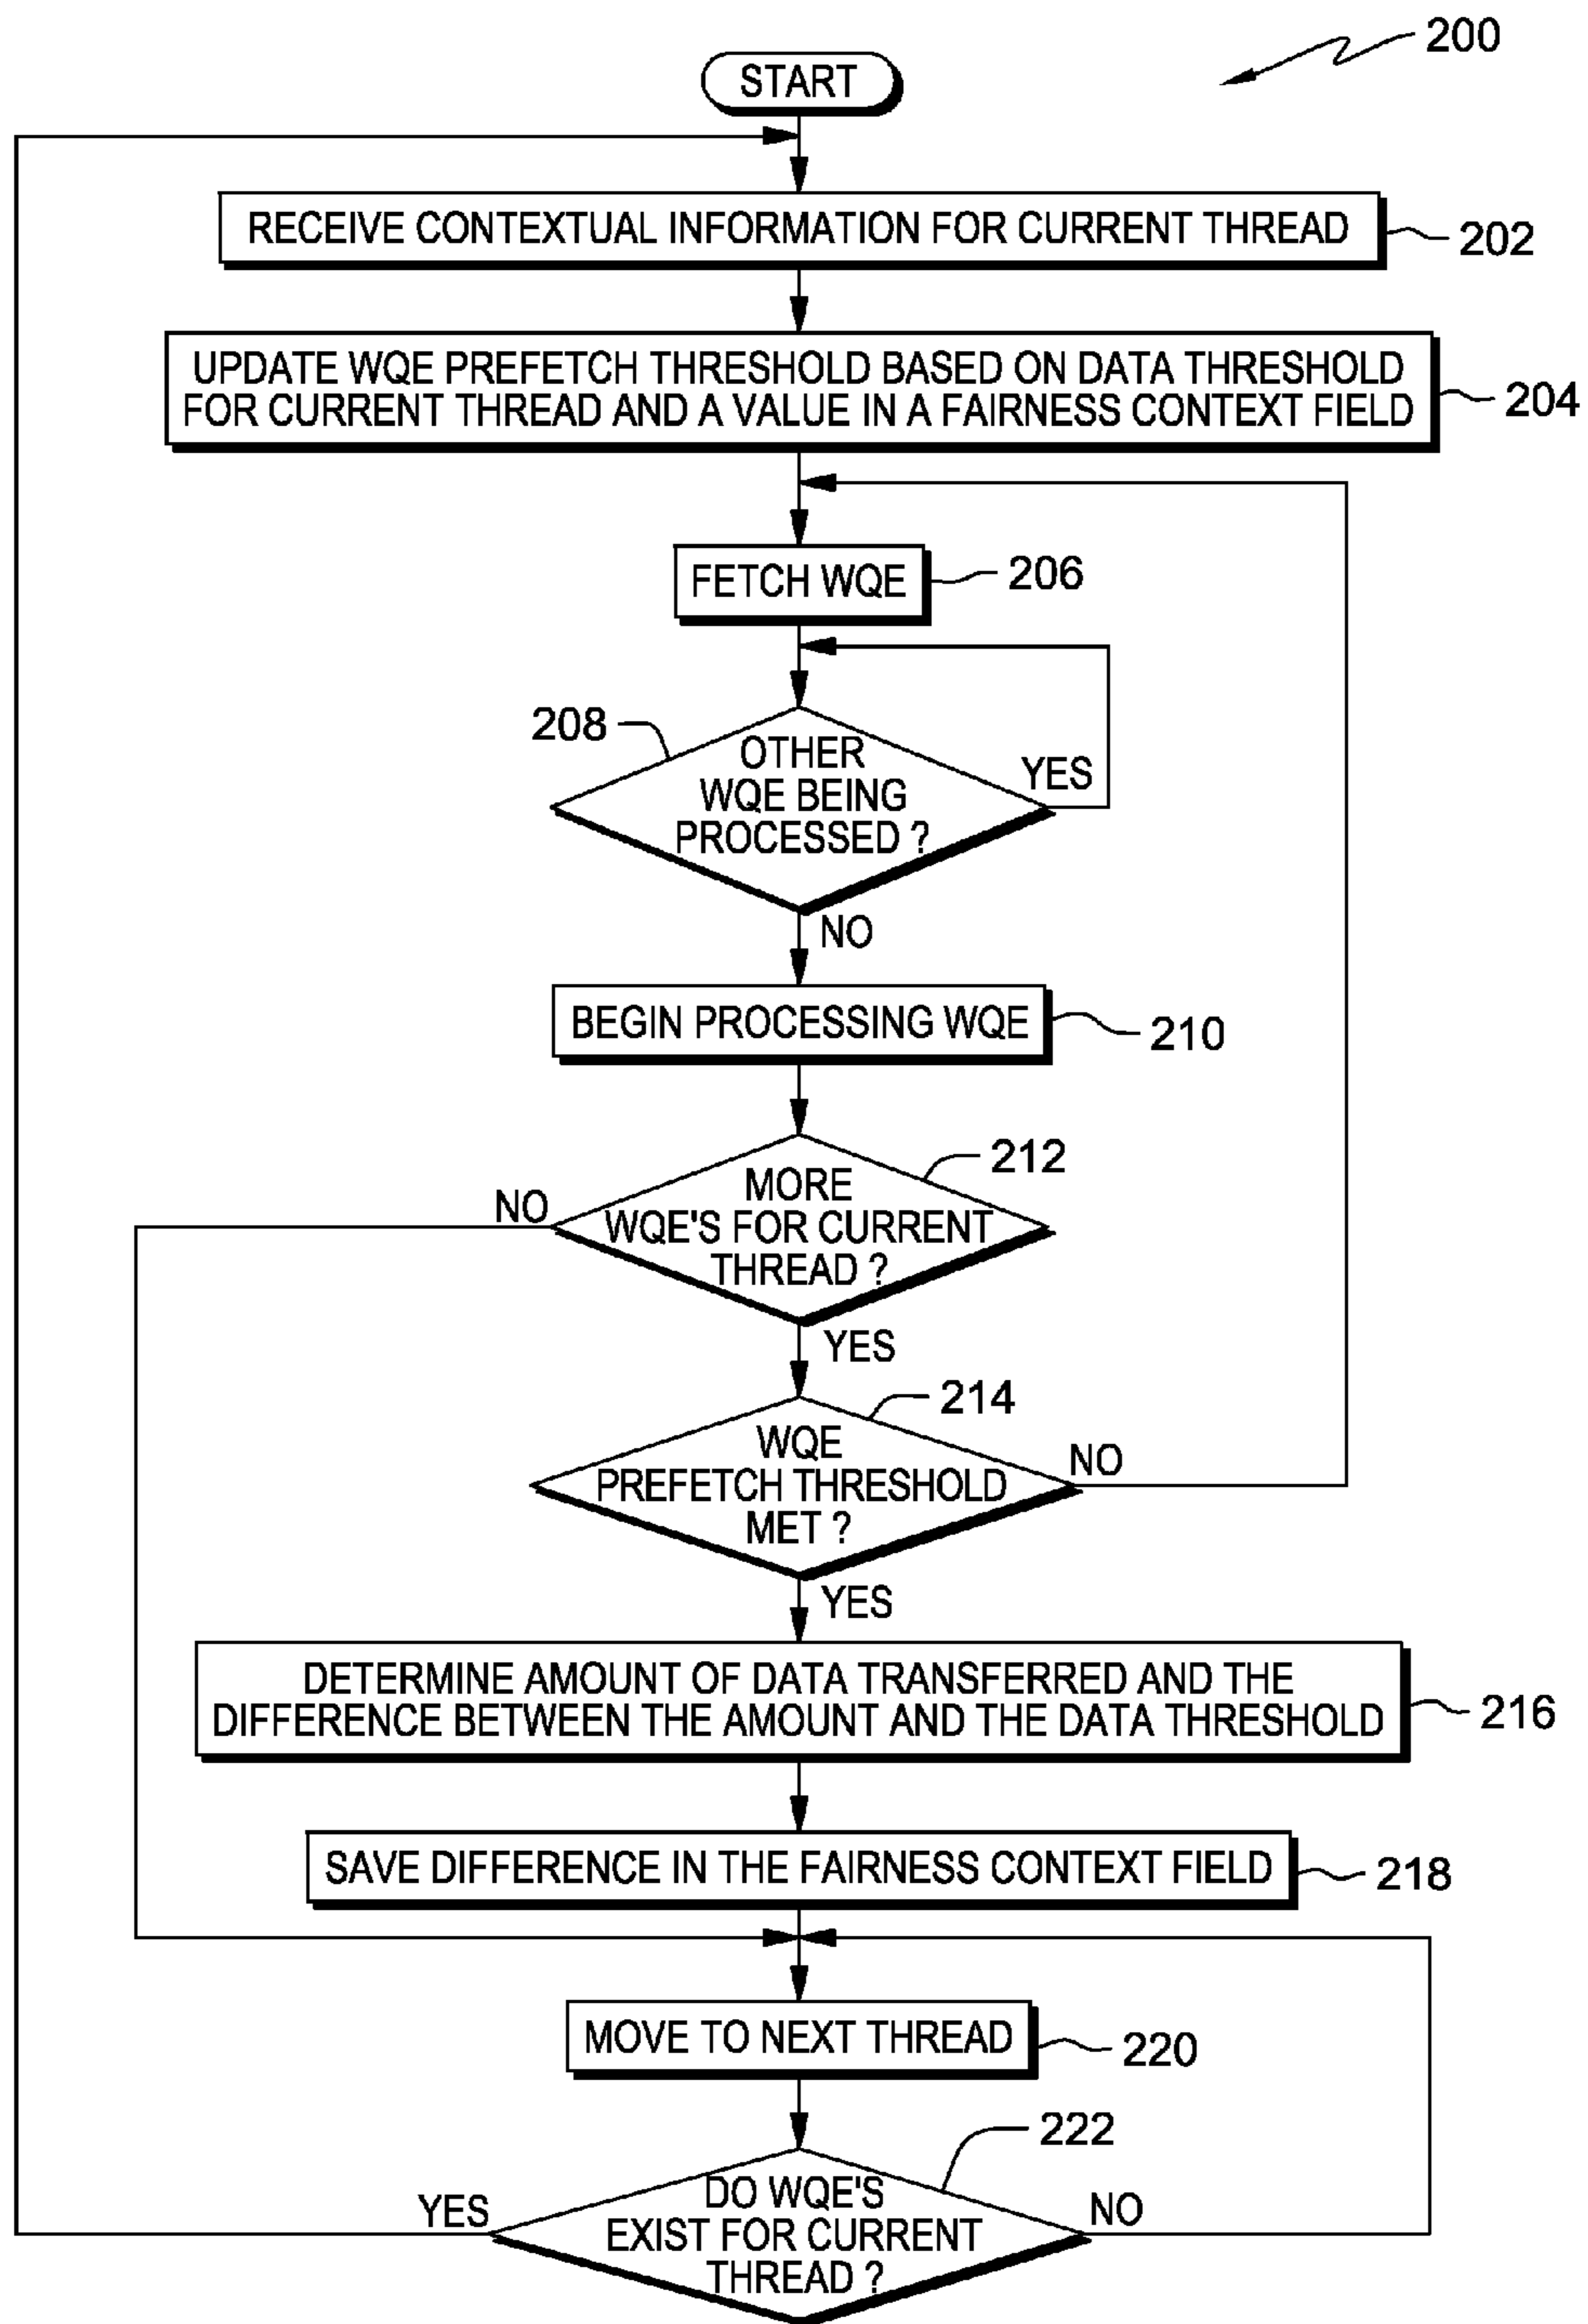 200
START
RECEIVE CONTEXTUAL INFORMATION FOR CURRENT THREAD
202
UPDATE WQE PREFETCH THRESHOLD BASED ON DATA THRESHOLD
FOR CURRENT THREAD AND A VALUE IN A FAIRNESS CONTEXT FIELD
204
FETCH WQE
206
208
OTHER
WQE BEING
PROCESSED ?
YES
NO
BEGIN PROCESSING WQE
210
212
MORE
WQE'S FOR CURRENT
THREAD ?
NO
YES
214
WQE
PREFETCH THRESHOLD
MET ?
NO
YES
DETERMINE AMOUNT OF DATA TRANSFERRED AND THE
DIFFERENCE BETWEEN THE AMOUNT AND THE DATA THRESHOLD
216
SAVE DIFFERENCE IN THE FAIRNESS CONTEXT FIELD
218
MOVE TO NEXT THREAD
220
222
DO WQE'S
EXIST FOR CURRENT
THREAD ?
YES
NO